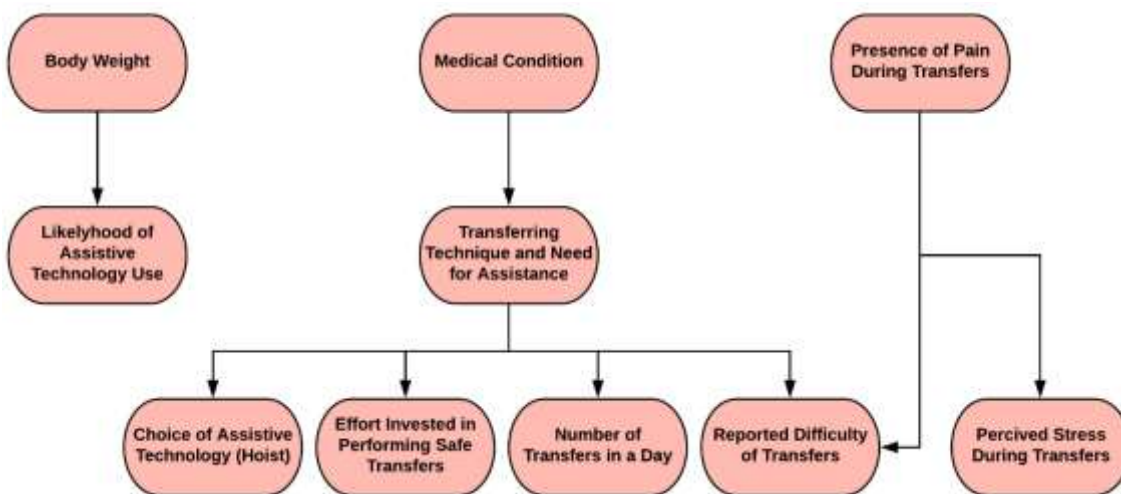 Body Weight
Medical Condition
Presence of Pain
During Transfers
Likelyhood of
Assistive
Technology Use
Transferring
Technique and Need
for Assistance
Choice of Assistive
Technology (Hoist)
Effort Invested in
Performing Safe
Transfers
Number of
Transfers in a Day
Reported Difficulty
of Transfers
Percived Stress
During Transfers